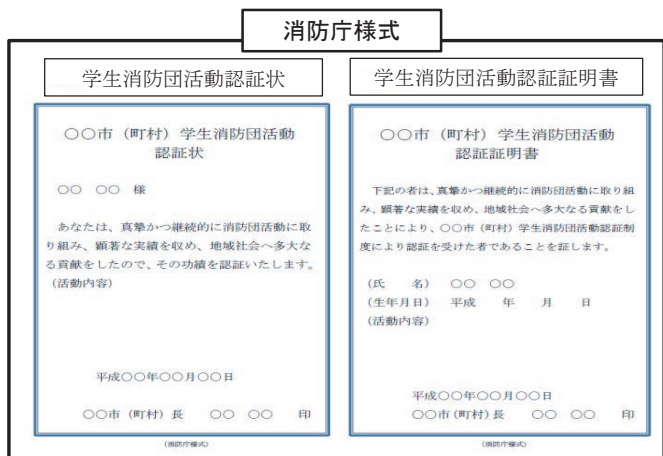 消防庁様式
学生消防団活動認証状
○○市（町村）学生消防団活動
認証状
○○ ○○ 様
あなたは、真摯かつ継続的に消防団活動に取
り組み、顕著な実績を収め、地域社会へ多大な
る貢献をしたので、その功績を認証いたします。
（活動内容）
平成○○年○○月○○日
○○市（町村）長 ○○ ○○ 印
（消防庁様式）
学生消防団活動認証証明書
○○市（町村）学生消防団活動
認証証明書
下記の者は、真摯かつ継続的に消防団活動に取り組
み、顕著な実績を収め、地域社会へ多大なる貢献をし
たことにより、○○市（町村）学生消防団活動認証制
度により認証を受けた者であることを証します。
（氏 名） ○○ ○○
（生年月日） 平成 年 月 日
（活動内容）
平成○○年○○月○○日
○○市（町村）長 ○○ ○○ 印
（消防庁様式）